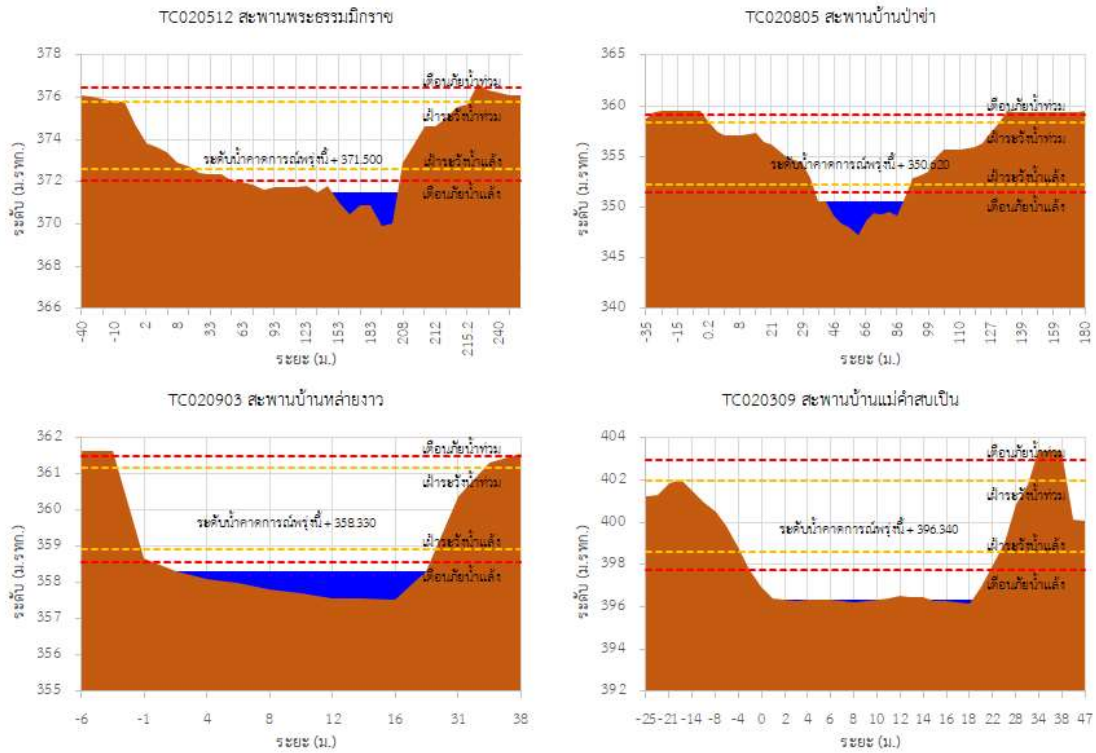 TC020512 สะพานพระธรรมมิกราช
378
376
374
372
370
368
366
ระดับ (ม.รทก.)
เตือนภัยน้ำท่วม
เฝ้าระวังน้ำท่วม
ระดับน้ำคาดการณ์พรุ่งนี้ + 371.500
เฝ้าระวังน้ำแล้ง
เตือนภัยน้ำแล้ง
-40 -10 2 8 33 63 93 123 153 183 208 212 215.2 240
ระยะ (ม.)
TC020805 สะพานบ้านป่าข่า
365
360
355
350
345
340
ระดับ (ม.รทก.)
เตือนภัยน้ำท่วม
เฝ้าระวังน้ำท่วม
ระดับน้ำคาดการณ์พรุ่งนี้ + 350.620
เฝ้าระวังน้ำแล้ง
เตือนภัยน้ำแล้ง
-35 -15 0.2 8 21 29 46 66 86 99 110 127 139 159 180
ระยะ (ม.)
TC020903 สะพานบ้านหล่ายงาว
362
361
360
359
358
357
356
355
ระดับ (ม.รทก.)
เตือนภัยน้ำท่วม
เฝ้าระวังน้ำท่วม
ระดับน้ำคาดการณ์พรุ่งนี้ + 358.330
เฝ้าระวังน้ำแล้ง
เตือนภัยน้ำแล้ง
-6 -1 4 8 12 16 31 38
ระยะ (ม.)
TC020309 สะพานบ้านแม่คำสบเปิน
404
402
400
398
396
394
392
ระดับ (ม.รทก.)
เตือนภัยน้ำท่วม
เฝ้าระวังน้ำท่วม
ระดับน้ำคาดการณ์พรุ่งนี้ + 396.340
เฝ้าระวังน้ำแล้ง
เตือนภัยน้ำแล้ง
-25 -21 -14 -8 -4 0 2 4 6 8 10 12 16 18 22 28 34 38 47
ระยะ (ม.)